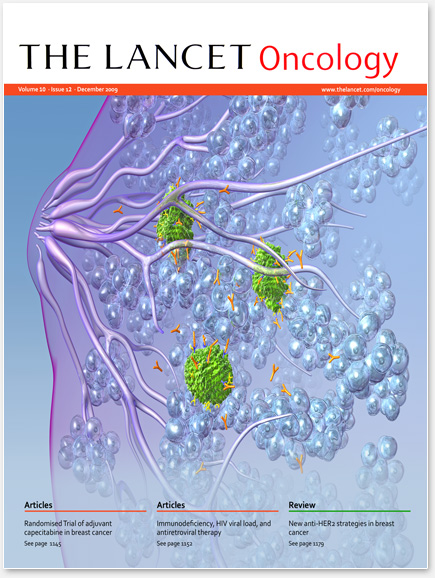 THE LANCET Oncology
Volume 10 · Issue 12 · December 2009 www.thelancet.com/oncology
Articles
Randomised Trial of adjuvant
capecitabine in breast cancer
See page 1145
Articles
Immunodeficiency, HIV viral load, and
antiretroviral therapy
See page 1152
Review
New anti-HER2 strategies in breast
cancer
See page 1179